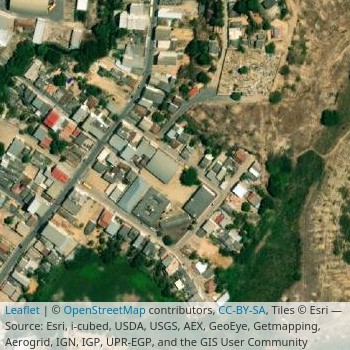 Leaflet | © OpenStreetMap contributors, CC-BY-SA, Tiles © Esri —
Source: Esri, i-cubed, USDA, USGS, AEX, GeoEye, Getmapping,
Aerogrid, IGN, IGP, UPR-EGP, and the GIS User Community